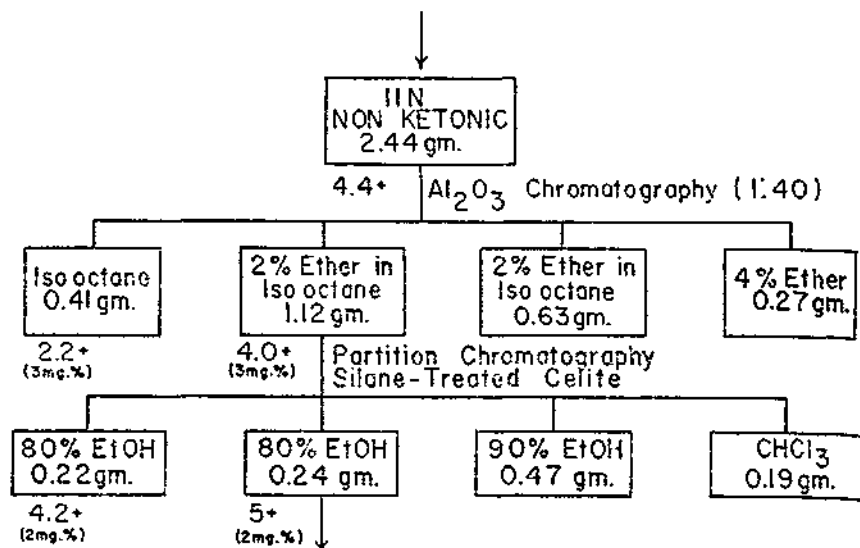 11N
NON KETONIC
2.44 gm.
4.4+ Al2O3 Chromatography (1:40)
Iso octane
0.41 gm.
2% Ether in
Iso octane
1.12 gm.
2% Ether in
Iso octane
0.63 gm.
4% Ether
0.27 gm.
2.2+
(3mg.%)
4.0+
(3mg.%)
Partition Chromatography
Silane-Treated Celite
80% EtOH
0.22 gm.
80% EtOH
0.24 gm.
90% EtOH
0.47 gm.
CHCl3
0.19 gm.
4.2+
(2mg.%)
5+
(2mg.%)